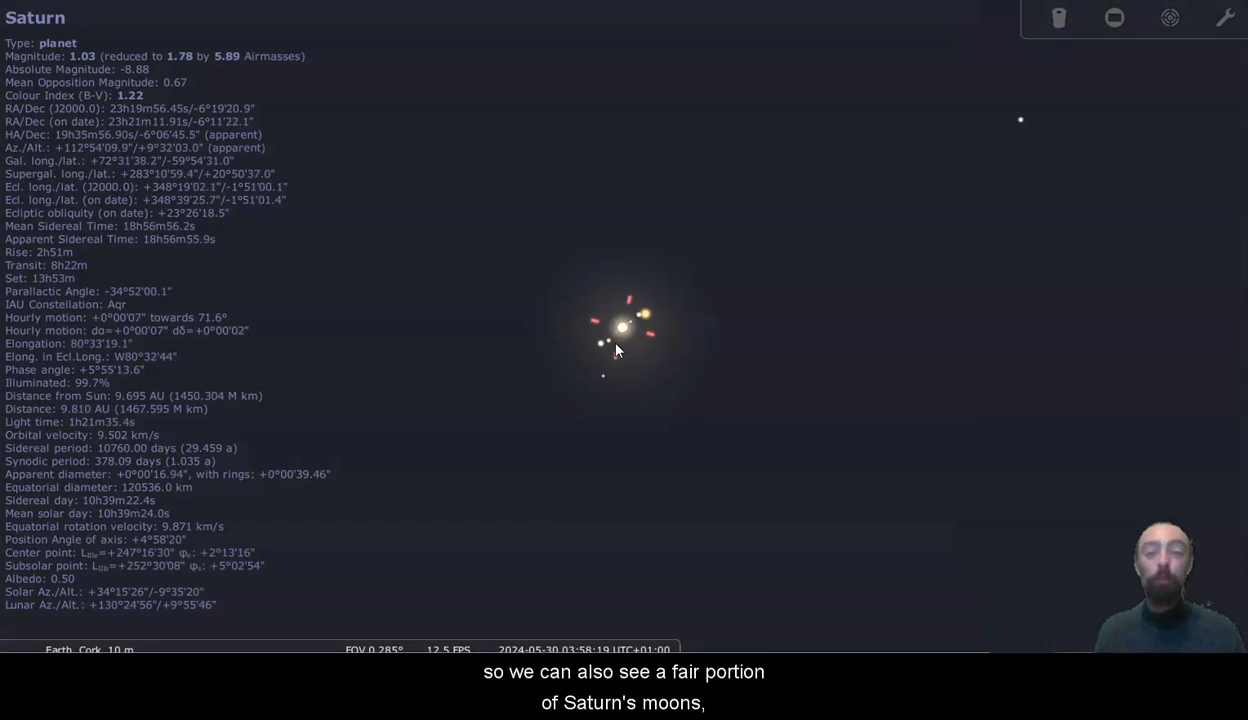 Saturn
Type: planet
Magnitude: 1.03 (reduced to 1.78 by 5.89 Airmasses)
Absolute Magnitude: -8.88
Mean Opposition Magnitude: 0.67
Colour Index (B-V): 1.22
RA/Dec (J2000.0): 23h19m56.45s/-6°19'20.9"
RA/Dec (on date): 23h21m11.91s/-6°11'22.1"
HA/Dec: 19h35m56.90s/-6°06'45.5" (apparent)
Az./Alt.: +112°54'09.9"/+9°32'03.0" (apparent)
Gal. long./lat.: +72°31'38.2"/-59°54'31.0"
Supergal. long./lat.: +283°10'59.4"/+20°50'37.0"
Ecl. long./lat. (J2000.0): +348°19'02.1"/-1°51'00.1"
Ecl. long./lat. (on date): +348°39'25.7"/-1°51'01.4"
Ecliptic obliquity (on date): +23°26'18.5"
Mean Sidereal Time: 18h56m56.2s
Apparent Sidereal Time: 18h56m55.9s
Rise: 2h51m
Transit: 8h22m
Set: 13h53m
Parallactic Angle: -34°52'00.1"
IAU Constellation: Aqr
Hourly motion: +0°00'07" towards 71.6°
Hourly motion: dα=+0°00'07" dδ=+0°00'02"
Elongation: 80°33'19.1"
Elong. in Ecl.Long.: W80°32'44"
Phase angle: +5°55'13.6"
Illuminated: 99.7%
Distance from Sun: 9.695 AU (1450.304 M km)
Distance: 9.810 AU (1467.595 M km)
Light time: 1h21m35.4s
Orbital velocity: 9.502 km/s
Sidereal period: 10760.00 days (29.459 a)
Synodic period: 378.09 days (1.035 a)
Apparent diameter: +0°00'16.94", with rings: +0°00'39.46"
Equatorial diameter: 120536.0 km
Sidereal day: 10h39m22.4s
Mean solar day: 10h39m24.0s
Equatorial rotation velocity: 9.871 km/s
Position Angle of axis: +4°58'20"
Center point: L=+247°16'30" φ: +2°13'16"
Subsolar point: L=+252°30'08" φ: +5°02'54"
Albedo: 0.50
Solar Az./Alt.: +34°15'26"/-9°35'20"
Lunar Az./Alt.: +130°24'56"/+9°55'46"
Earth, Cork, 10 m FOV 0.285° 12.5 FPS 2024-05-30 03:58:19 UTC+01:00
so we can also see a fair portion
of Saturn's moons,